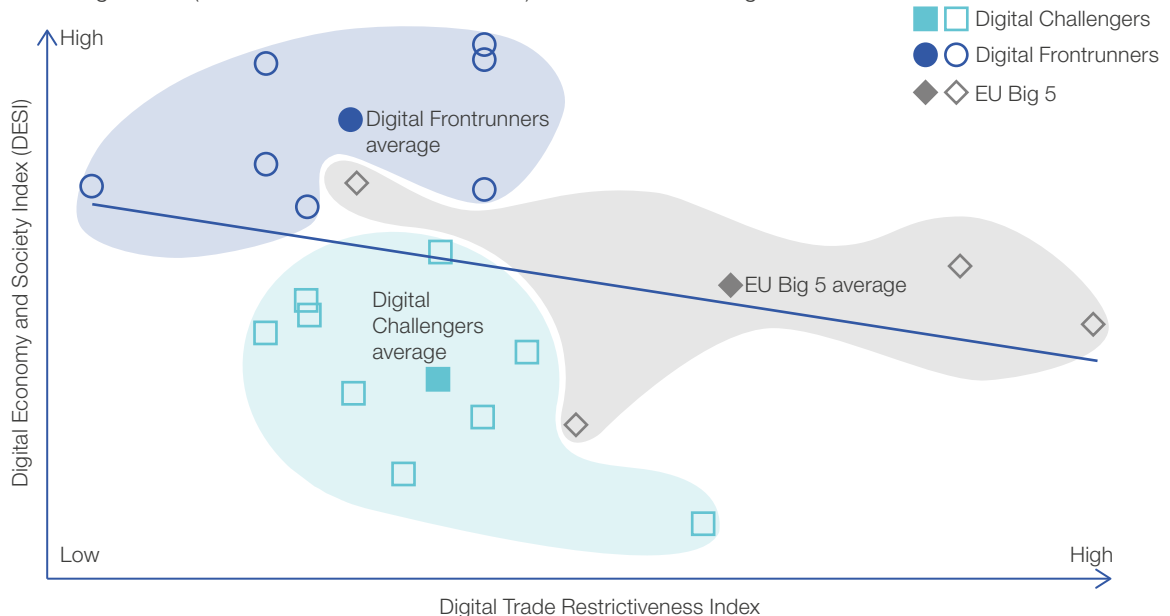 Digital Challengers
High
Digital Frontrunners
EU Big 5
Digital Frontrunners
average
Digital Economy and Society Index (DESI)
EU Big 5 average
Digital
Challengers
average
Low
High
Digital Trade Restrictiveness Index